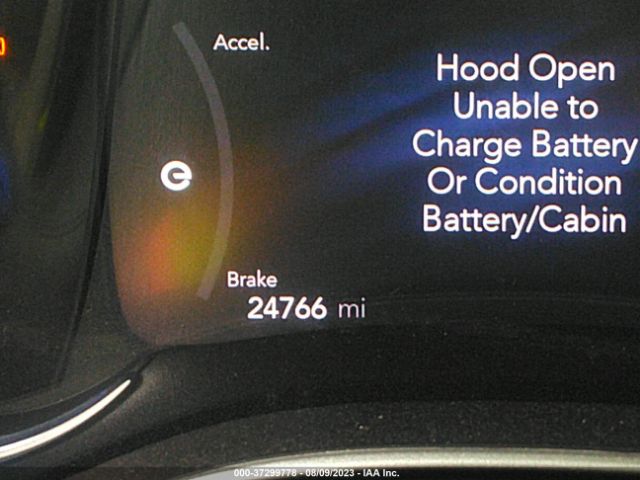 Accel.
Hood Open
Unable to
Charge Battery
Or Condition
Battery/Cabin
Brake
24766 mi
000-37299778 - 08/09/2023 - IAA Inc.